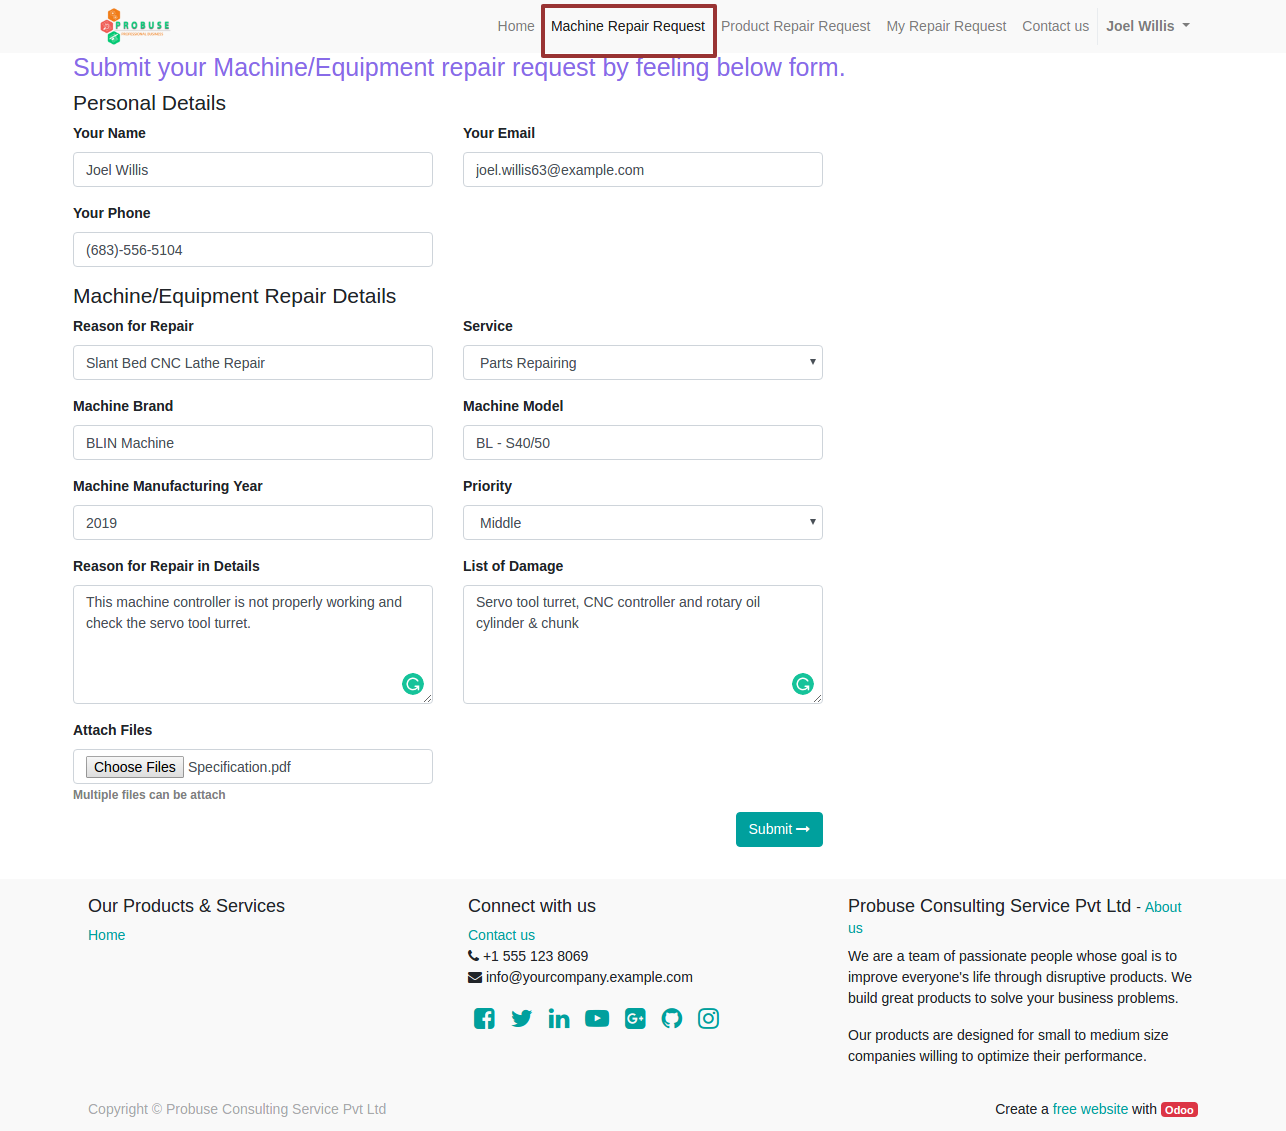 PROBUSE
Home Machine Repair Request Product Repair Request My Repair Request Contact us Joel Willis
Submit your Machine/Equipment repair request by feeling below form.
Personal Details
Your Name Your Email
Joel Willis joel.willis63@example.com
Your Phone
(683)-556-5104
Machine/Equipment Repair Details
Reason for Repair Service
Slant Bed CNC Lathe Repair Parts Repairing
Machine Brand Machine Model
BLIN Machine BL - S40/50
Machine Manufacturing Year Priority
2019 Middle
Reason for Repair in Details List of Damage
This machine controller is not properly working and
check the servo tool turret.
Servo tool turret, CNC controller and rotary oil
cylinder & chunk
Attach Files
Choose Files Specification.pdf
Multiple files can be attach
Submit
Our Products & Services
Home
Connect with us
Contact us
+1 555 123 8069
info@yourcompany.example.com
Probuse Consulting Service Pvt Ltd - About
us
We are a team of passionate people whose goal is to
improve everyone's life through disruptive products. We
build great products to solve your business problems.
Our products are designed for small to medium size
companies willing to optimize their performance.
Copyright © Probuse Consulting Service Pvt Ltd
Create a free website with Odoo